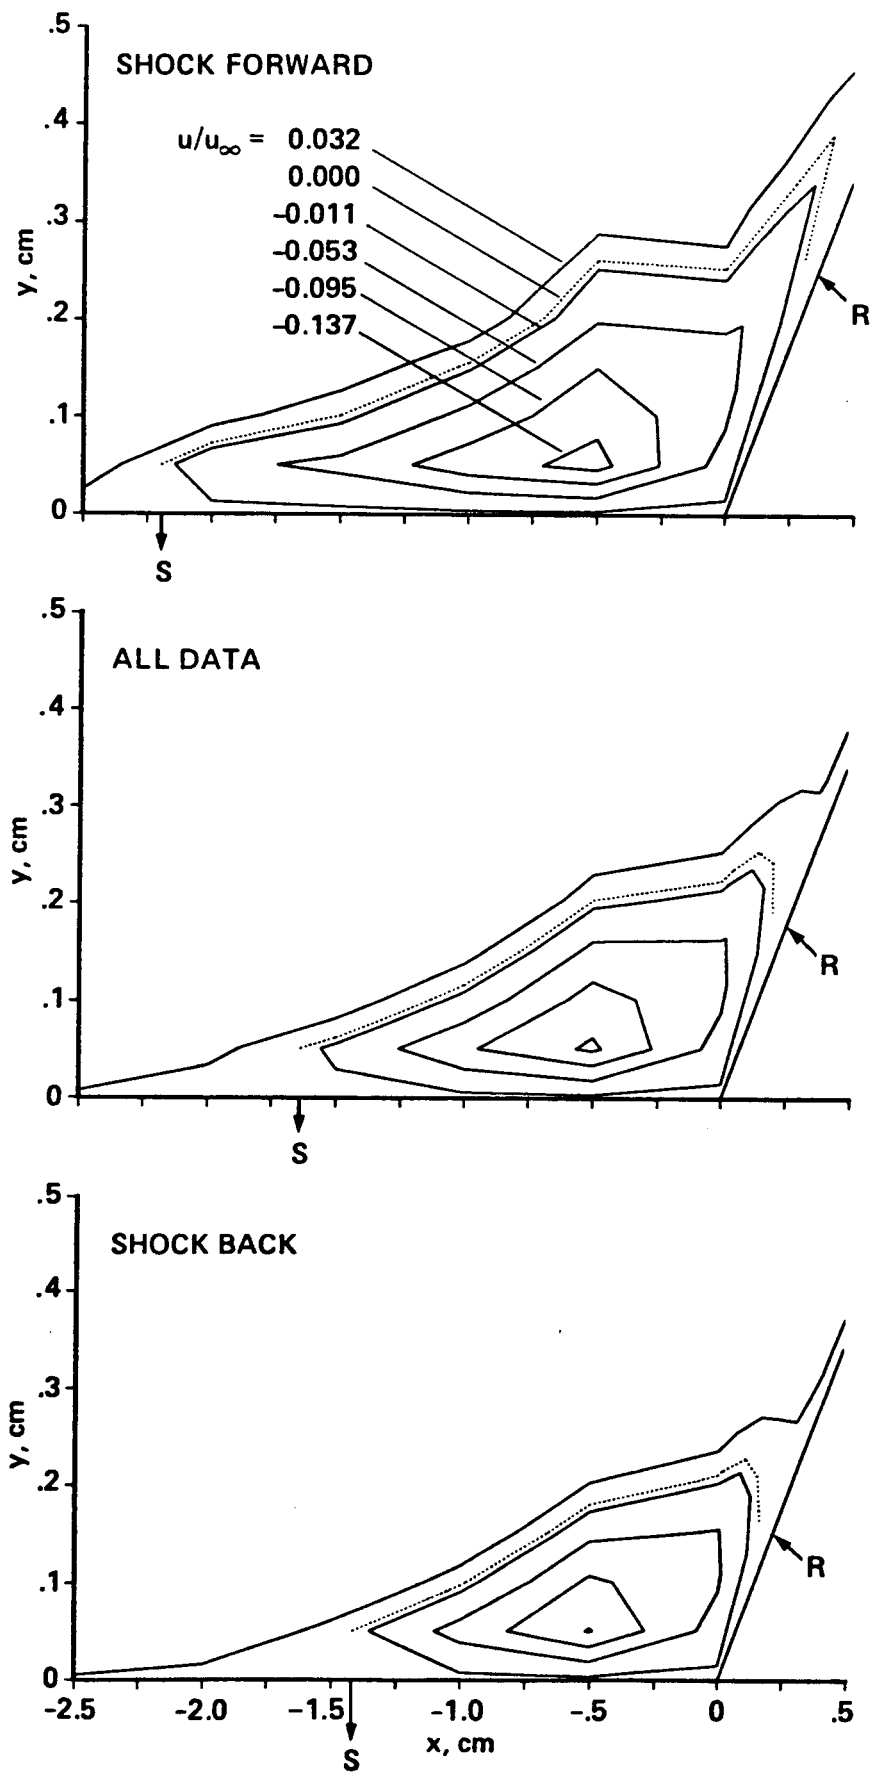 .5
SHOCK FORWARD
.4
u/u∞ = 0.032
0.000
-0.011
.3
-0.053
y, cm
-0.095
R
.2
-0.137
.1
0
S
.5
ALL DATA
.4
.3
y, cm
.2
R
.1
0
S
.5
SHOCK BACK
.4
.3
y, cm
.2
R
.1
0
-2.5 -2.0 -1.5 -1.0 -.5 0 .5
x, cm
S